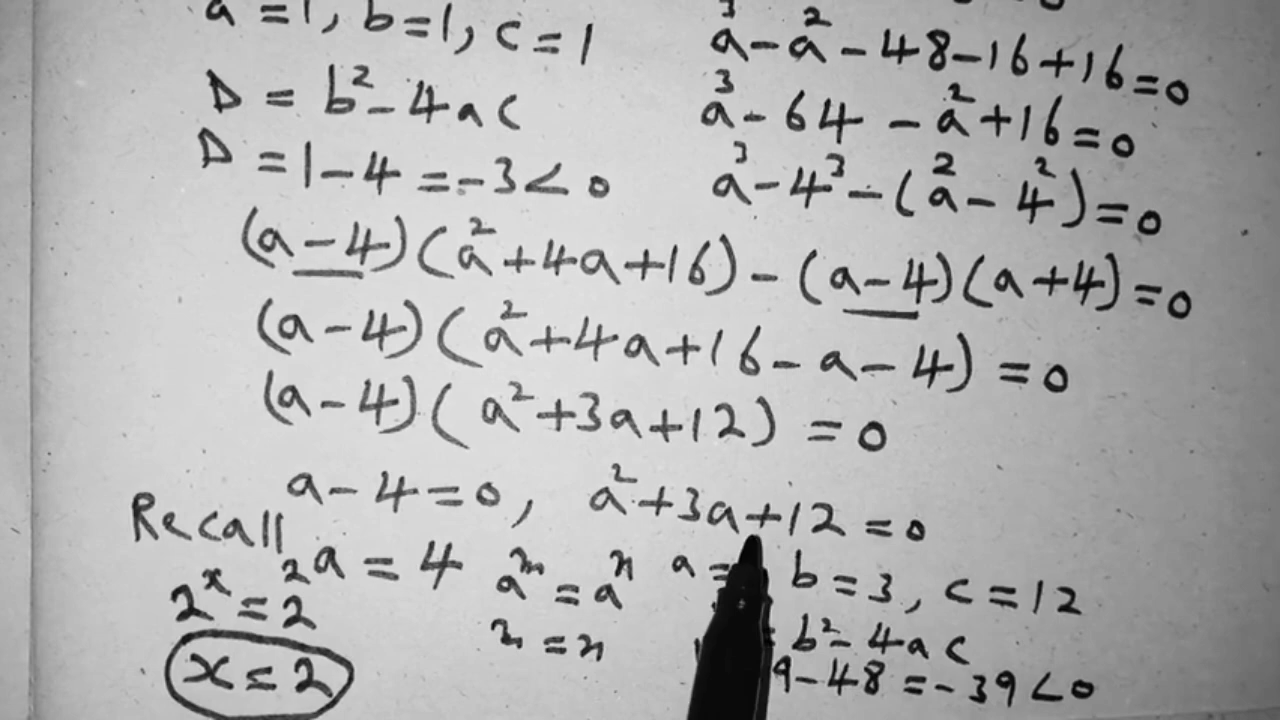 a = 1, b = 1, c = 1
D = b² - 4ac
D = 1 - 4 = -3 < 0
a³ - a² - 48 - 16 + 16 = 0
a³ - 64 - a² + 16 = 0
a³ - 4³ - (a² - 4²) = 0
(a - 4)(a² + 4a + 16) - (a - 4)(a + 4) = 0
(a - 4)(a² + 4a + 16 - a - 4) = 0
(a - 4)(a² + 3a + 12) = 0
a - 4 = 0, a² + 3a + 12 = 0
Recall
a = 4
2ˣ = 2²
x = 2
aᵐ = aⁿ
m = n
a = b = 3, c = 12
= b² - 4ac
9 - 48 = -39 < 0